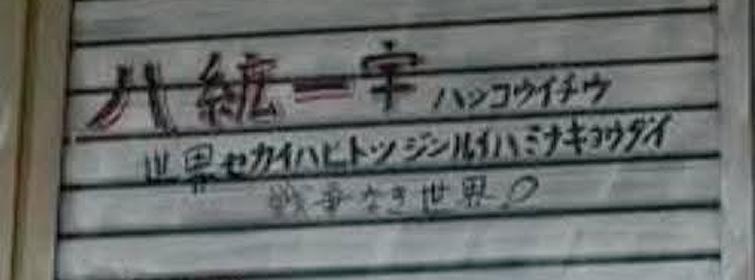 八紘一宇 ハッコウイチウ
世界セカイハヒトツジンルイハミナキョウダイ
戦争なき世界。